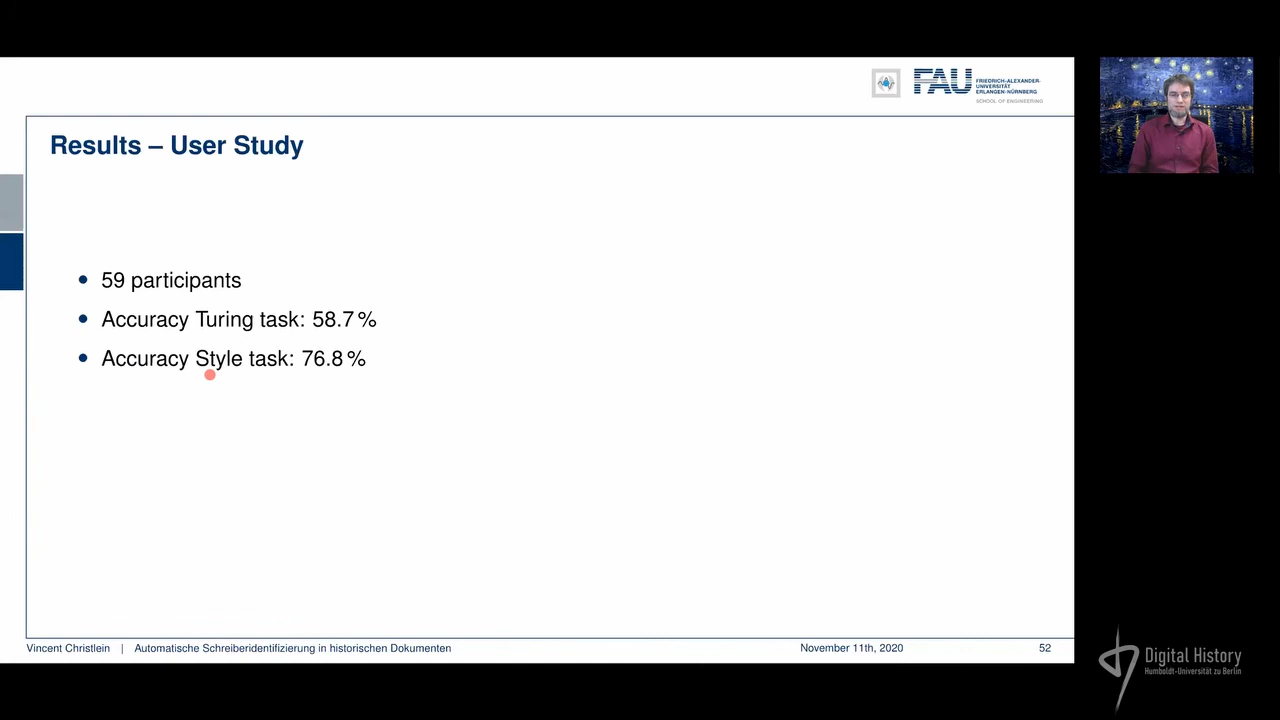 FAU
FRIEDRICH-ALEXANDER-
UNIVERSITÄT
ERLANGEN-NÜRNBERG
SCHOOL OF ENGINEERING
Results – User Study
• 59 participants
• Accuracy Turing task: 58.7 %
• Accuracy Style task: 76.8 %
Vincent Christlein | Automatische Schreiberidentifizierung in historischen Dokumenten November 11th, 2020 52
Digital History
Humboldt-Universität zu Berlin